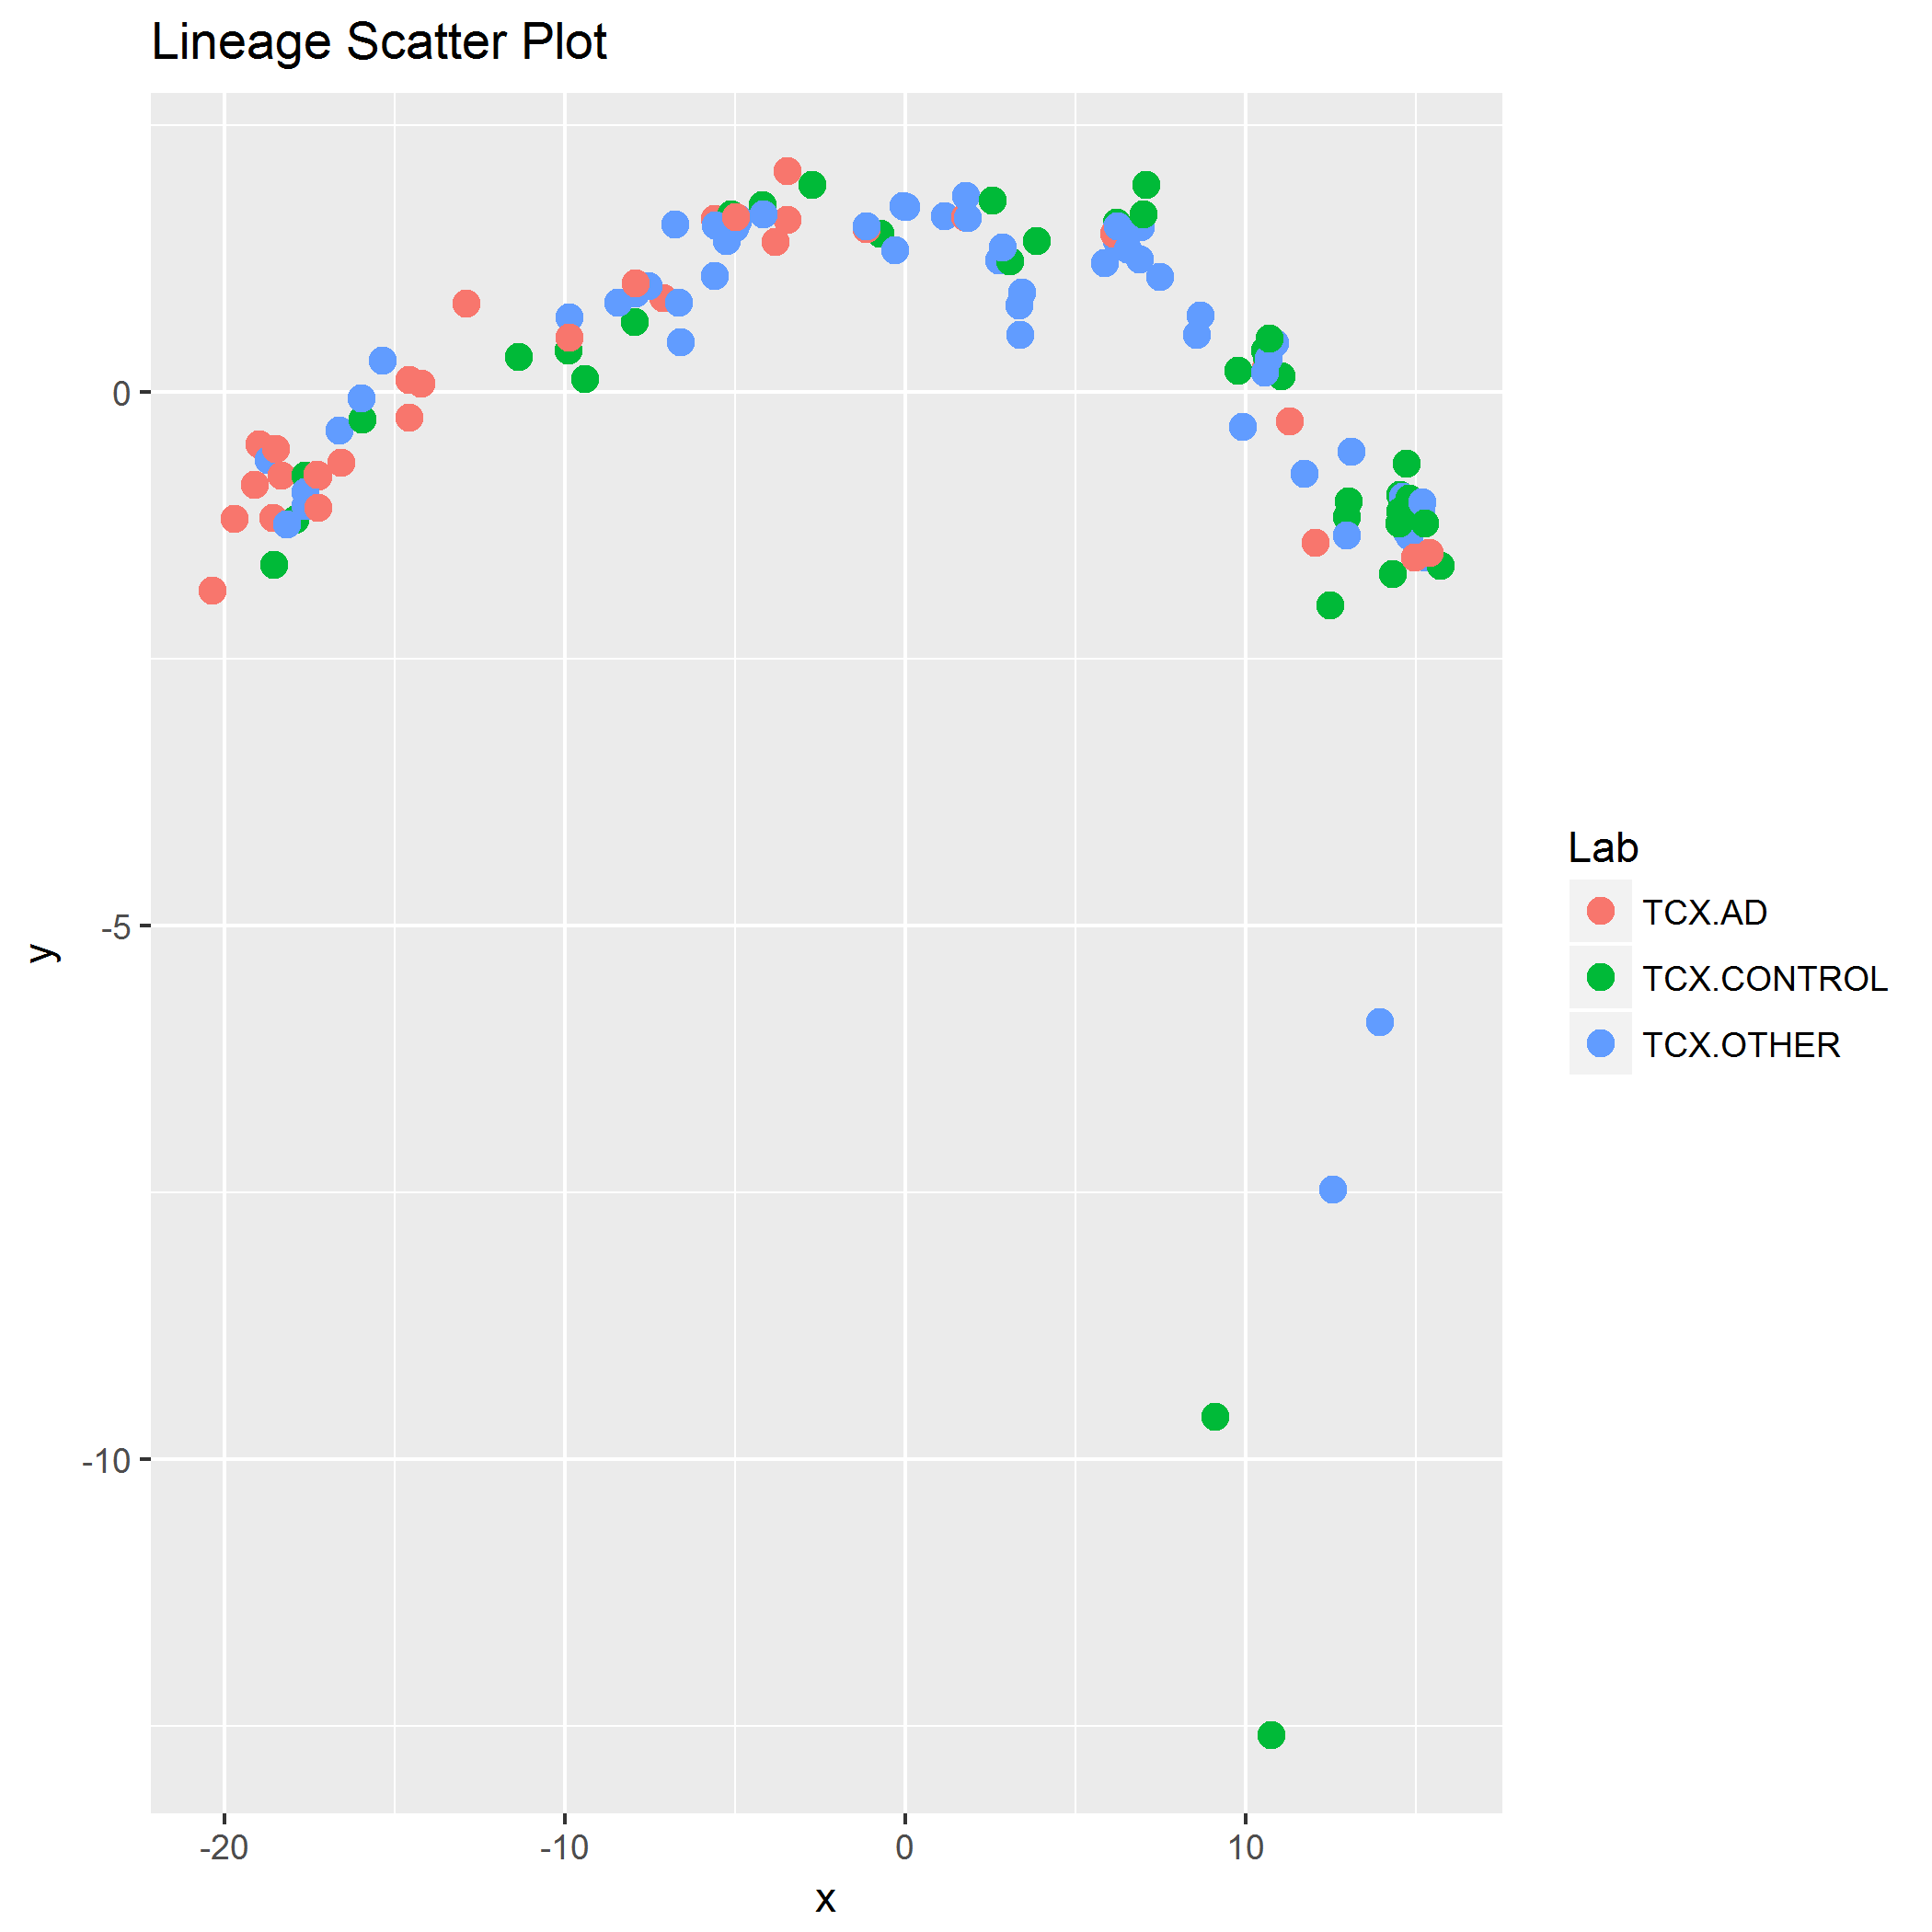 Lineage Scatter Plot
0
-5
-10
y
-20
-10
0
10
x
Lab
TCX.AD
TCX.CONTROL
TCX.OTHER